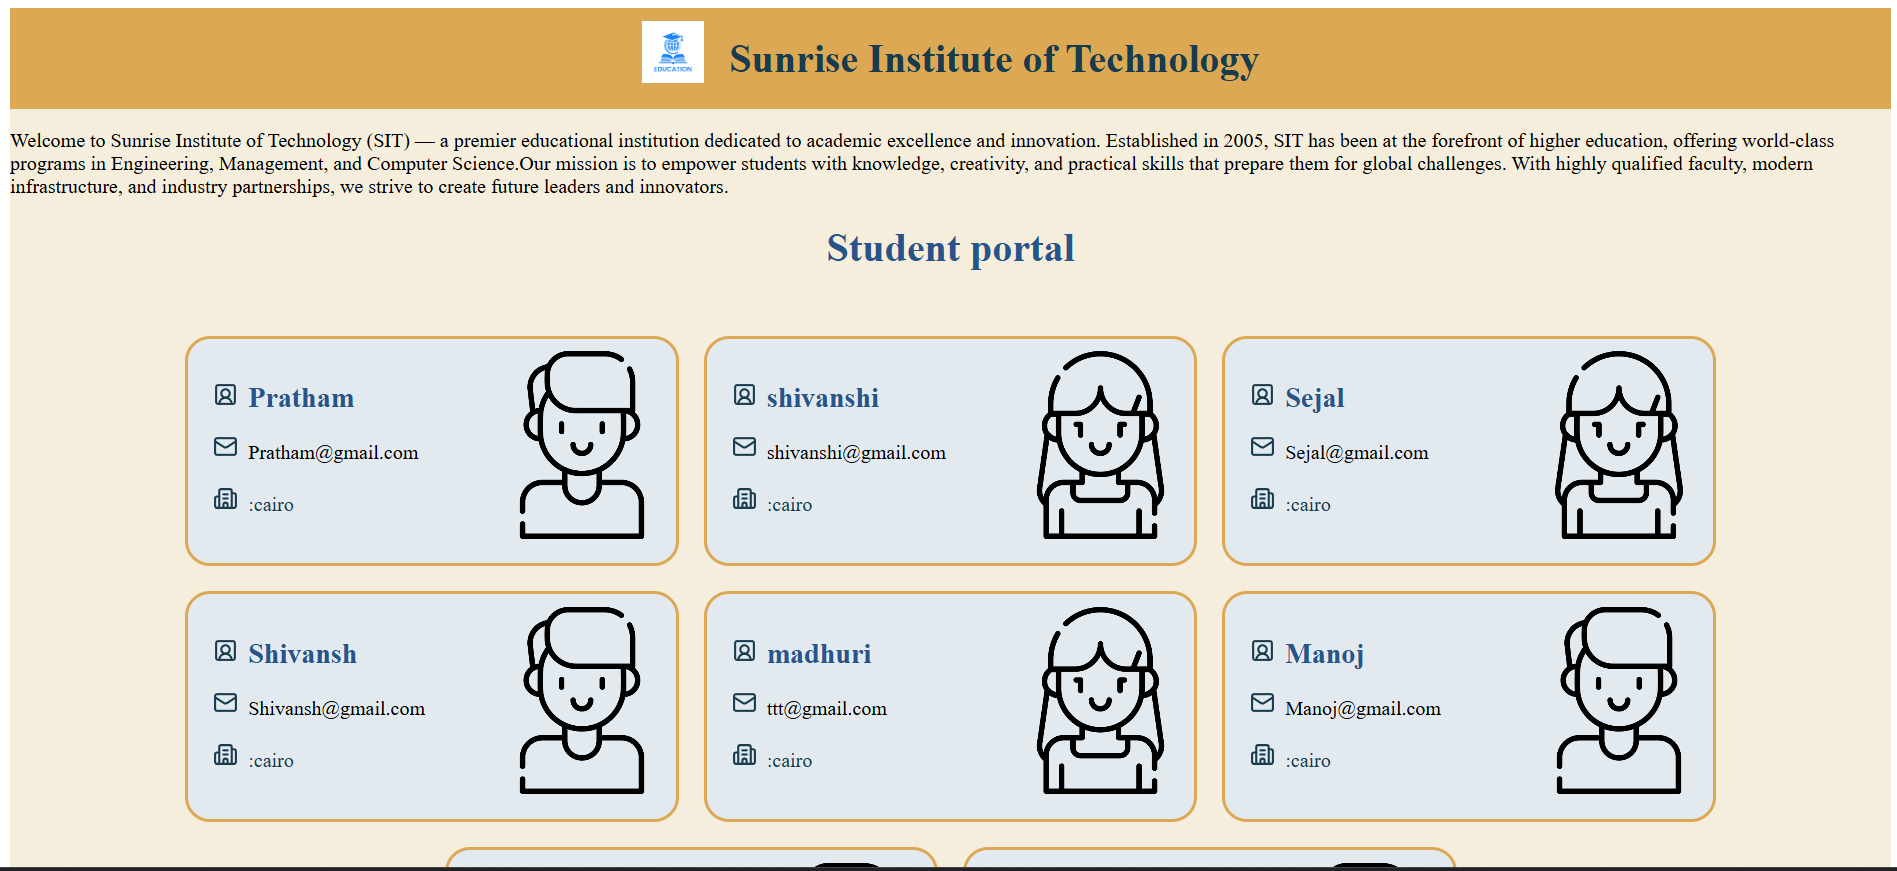 EDUCATION
Sunrise Institute of Technology
Welcome to Sunrise Institute of Technology (SIT) — a premier educational institution dedicated to academic excellence and innovation. Established in 2005, SIT has been at the forefront of higher education, offering world-class
programs in Engineering, Management, and Computer Science.Our mission is to empower students with knowledge, creativity, and practical skills that prepare them for global challenges. With highly qualified faculty, modern
infrastructure, and industry partnerships, we strive to create future leaders and innovators.
Student portal
Pratham
Pratham@gmail.com
:cairo
shivanshi
shivanshi@gmail.com
:cairo
Sejal
Sejal@gmail.com
:cairo
Shivansh
Shivansh@gmail.com
:cairo
madhuri
ttt@gmail.com
:cairo
Manoj
Manoj@gmail.com
:cairo